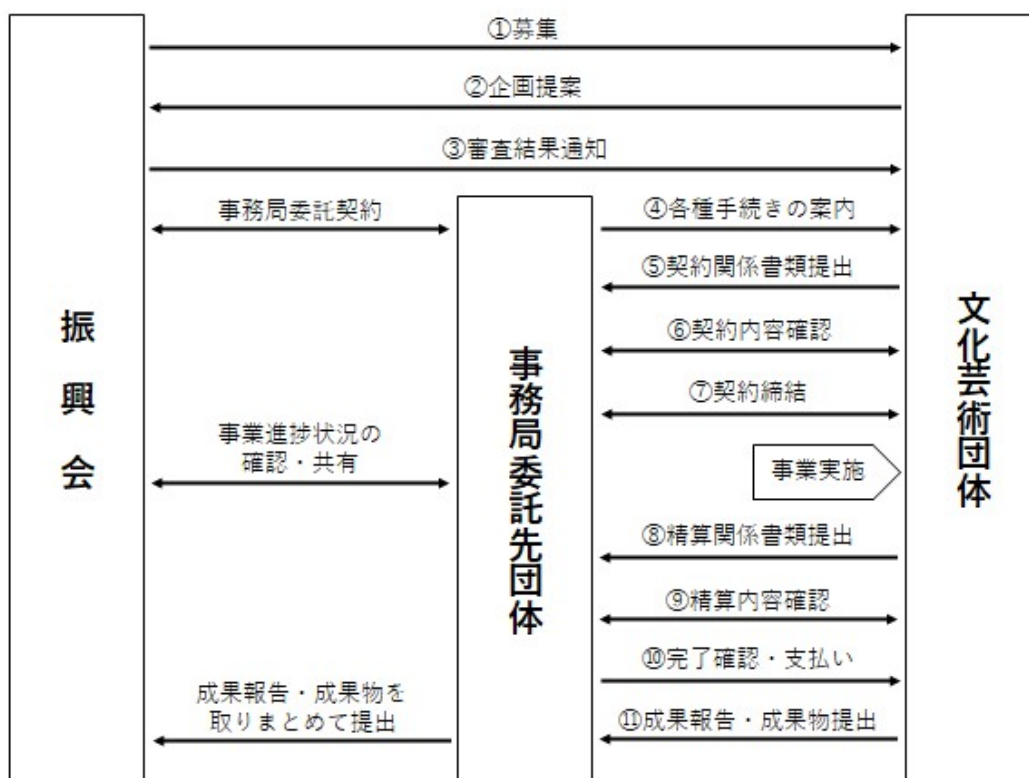 ①募集
②企画提案
③審査結果通知
事務局委託契約
④各種手続きの案内
⑤契約関係書類提出
⑥契約内容確認
⑦契約締結
振興会
事務局委託先団体
文化芸術団体
事業進捗状況の
確認・共有
事業実施
⑧精算関係書類提出
⑨精算内容確認
⑩完了確認・支払い
成果報告・成果物を
取りまとめて提出
⑪成果報告・成果物提出